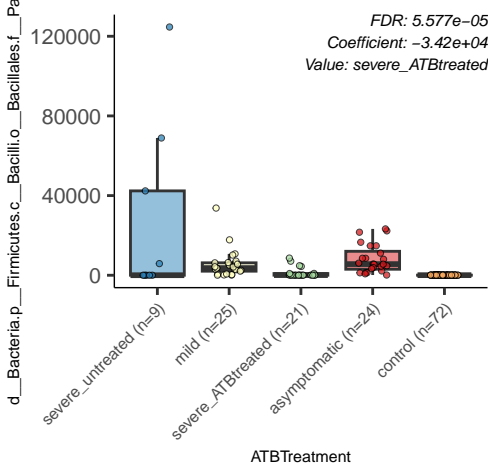 FDR: 5.577e−05
Coefficient: −3.42e+04
Value: severe_ATBtreated
120000
80000
40000
0
d__Bacteria.p__Firmicutes.c__Bacilli.o__Bacillales.f__Pa
severe_untreated (n=9)
mild (n=25)
severe_ATBtreated (n=21)
asymptomatic (n=24)
control (n=72)
ATBTreatment